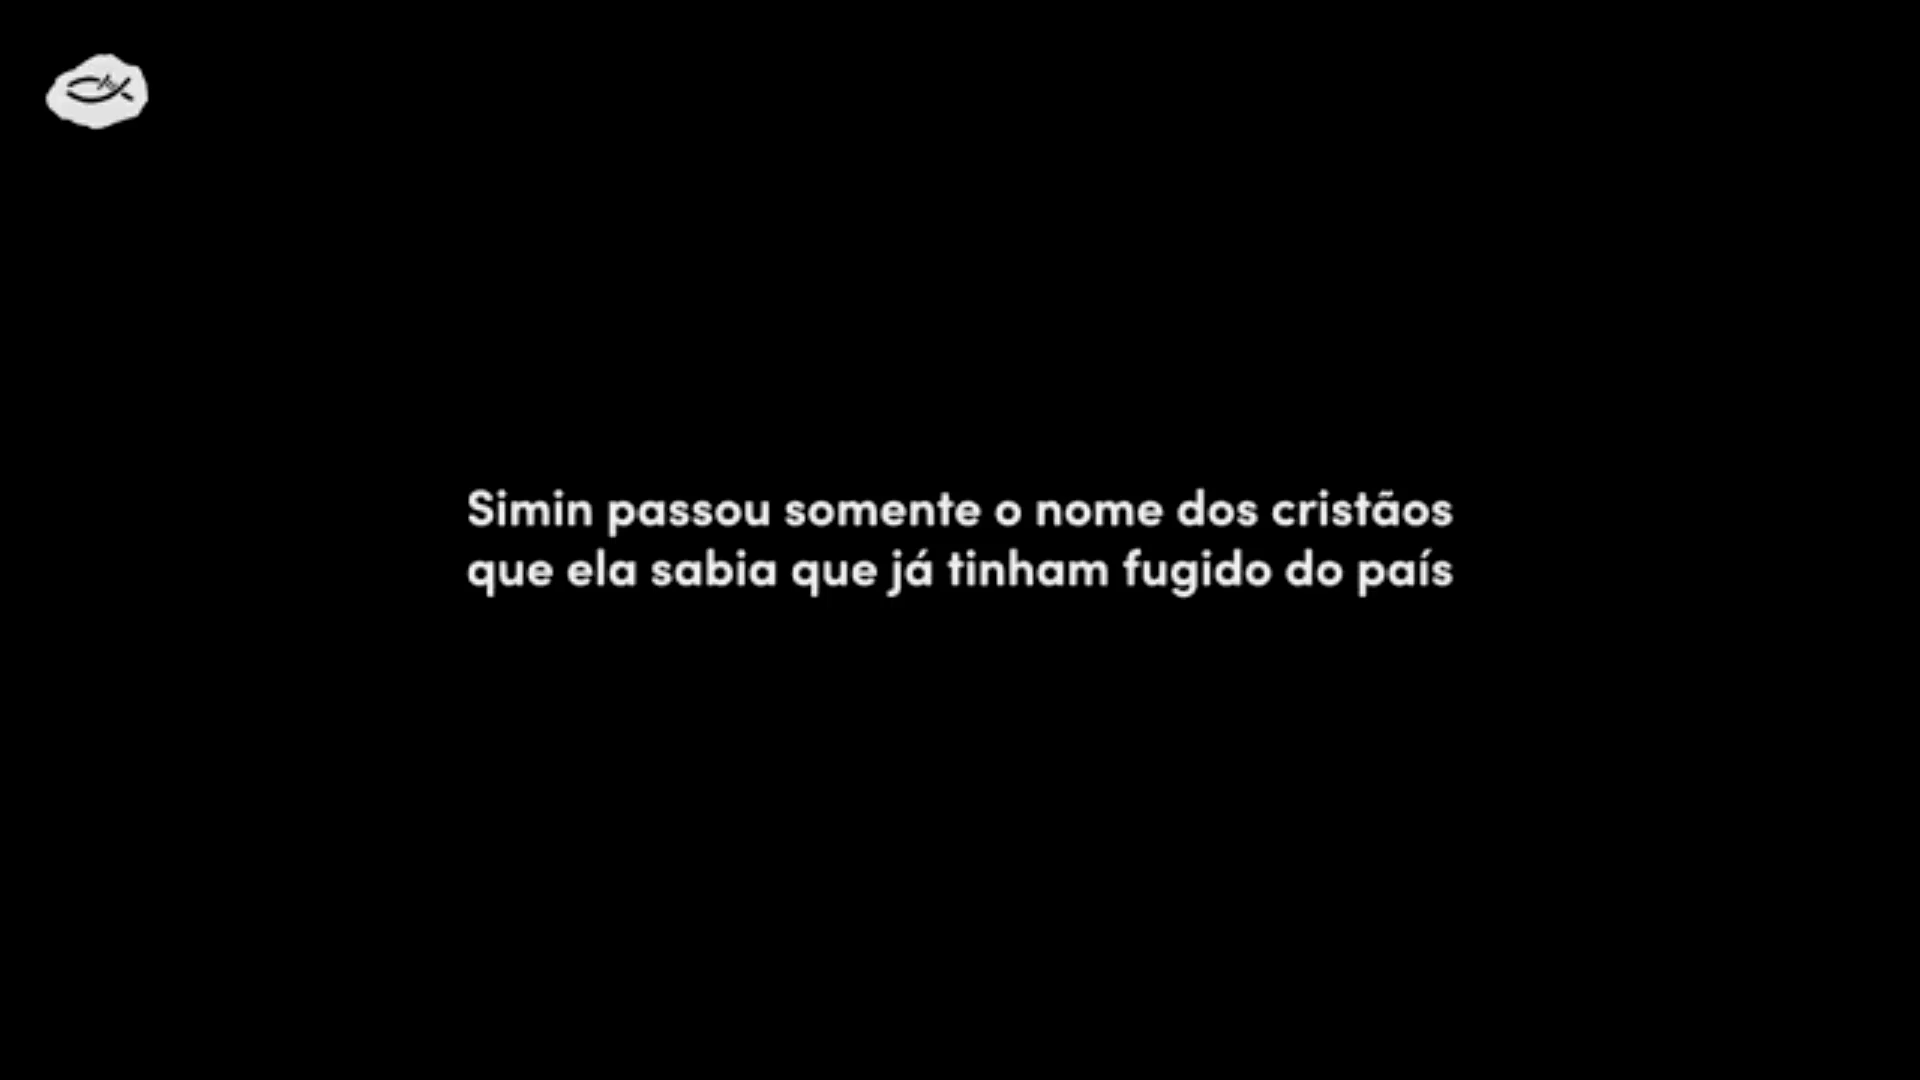 Simin passou somente o nome dos cristãos
que ela sabia que já tinham fugido do país